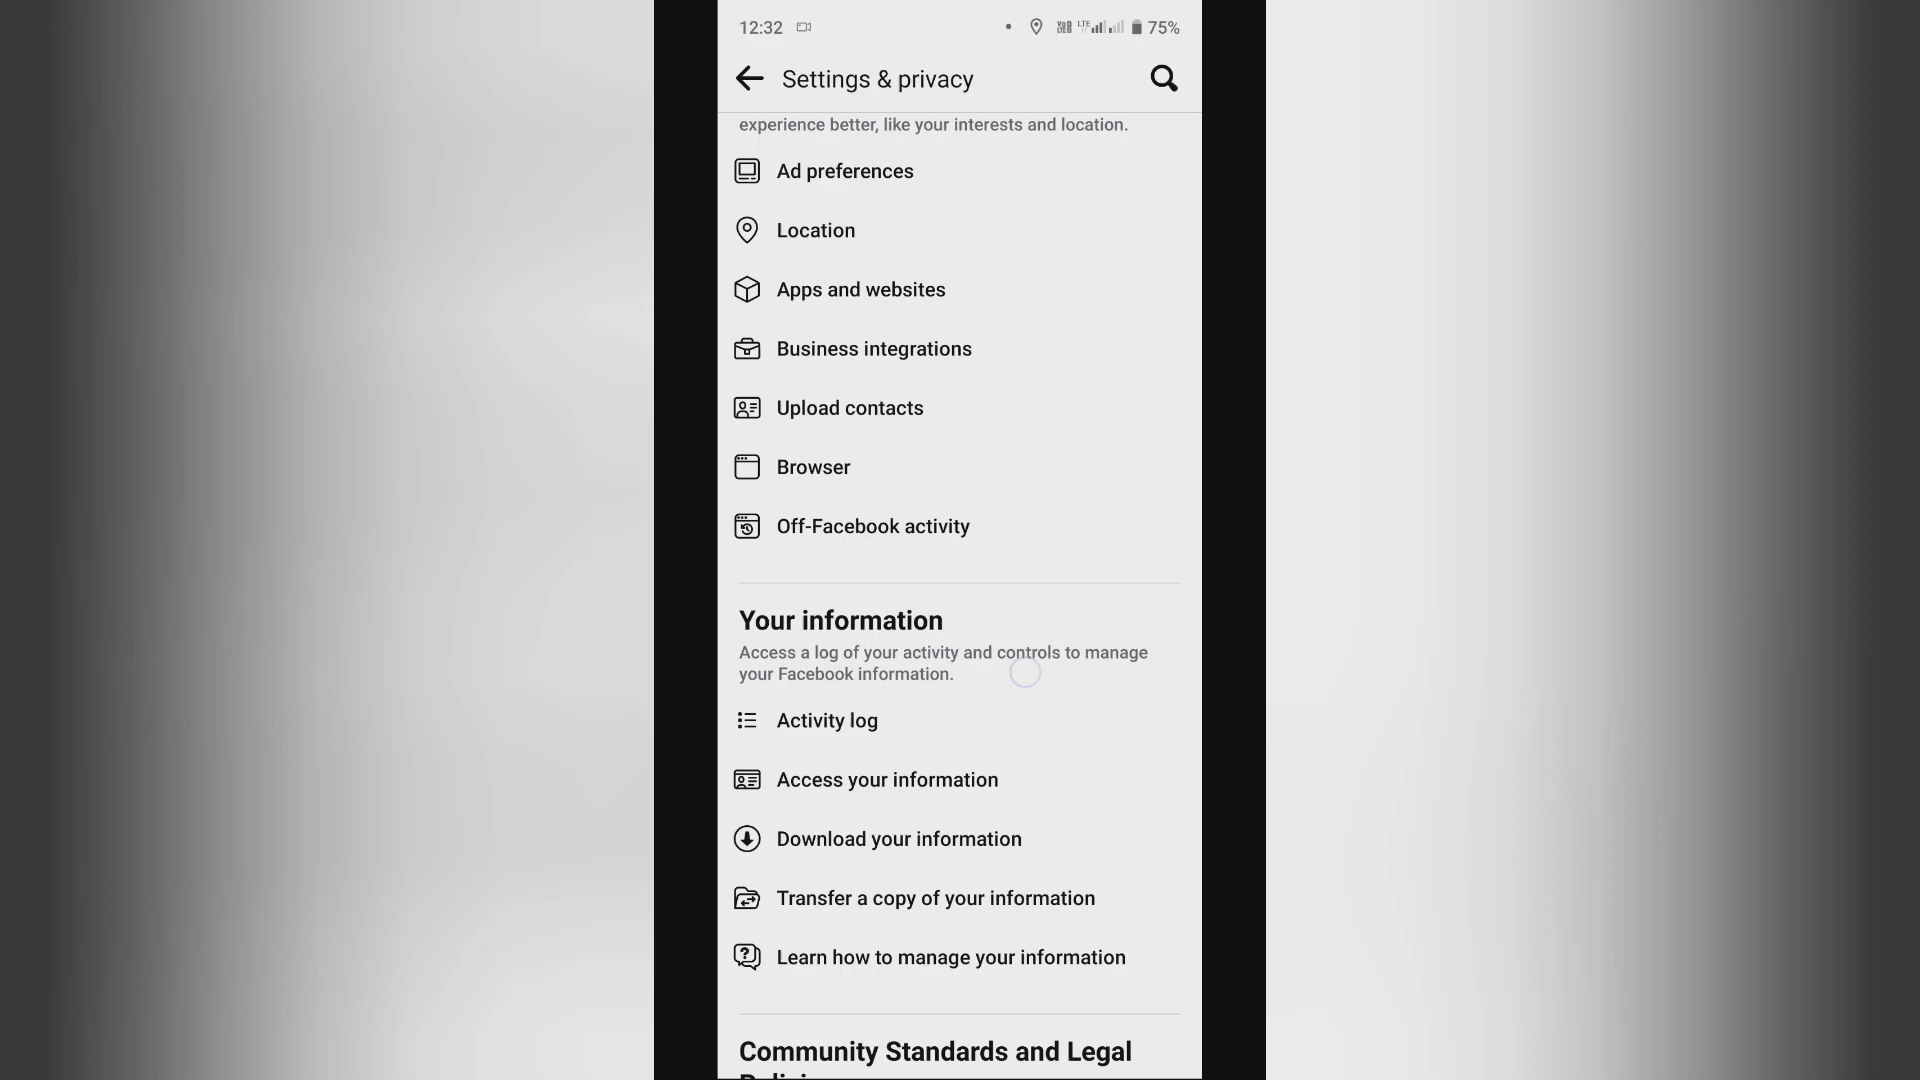 12:32
LTE 75%
Settings & privacy
experience better, like your interests and location.
Ad preferences
Location
Apps and websites
Business integrations
Upload contacts
Browser
Off-Facebook activity
Your information
Access a log of your activity and controls to manage
your Facebook information.
Activity log
Access your information
Download your information
Transfer a copy of your information
Learn how to manage your information
Community Standards and Legal